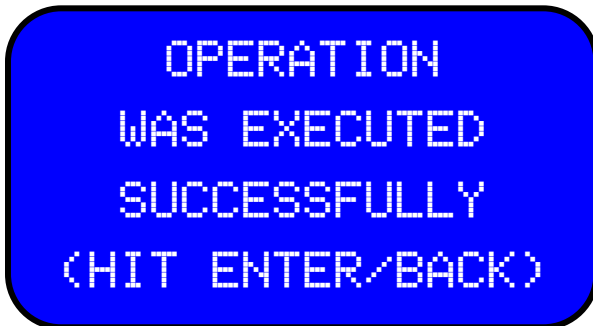 OPERATION
WAS EXECUTED
SUCCESSFULLY
(HIT ENTER/BACK)